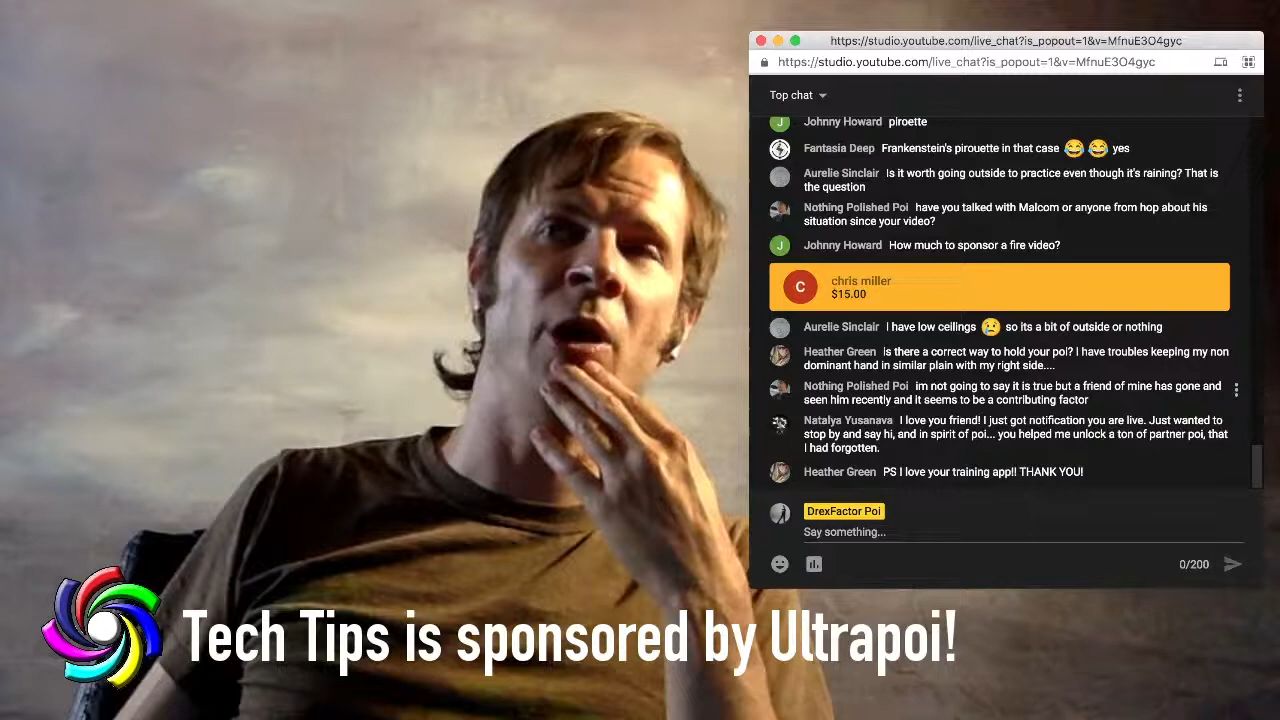 https://studio.youtube.com/live_chat?is_popout=1&v=MfnuE3O4gyc
https://studio.youtube.com/live_chat?is_popout=1&v=MfnuE3O4gyc
Top chat
J Johnny Howard piroette
Fantasia Deep Frankenstein's pirouette in that case 😂 😂 yes
Aurelie Sinclair Is it worth going outside to practice even though it's raining? That is
the question
Nothing Polished Poi have you talked with Malcom or anyone from hop about his
situation since your video?
J Johnny Howard How much to sponsor a fire video?
C chris miller
$15.00
Aurelie Sinclair I have low ceilings 😢 so its a bit of outside or nothing
Heather Green is there a correct way to hold your poi? I have troubles keeping my non
dominant hand in similar plain with my right side....
Nothing Polished Poi im not going to say it is true but a friend of mine has gone and
seen him recently and it seems to be a contributing factor
Natalya Yusanava I love you friend! I just got notification you are live. Just wanted to
stop by and say hi, and in spirit of poi... you helped me unlock a ton of partner poi, that
I had forgotten.
Heather Green PS I love your training app!! THANK YOU!
DrexFactor Poi
Say something...
0/200
Tech Tips is sponsored by Ultrapoi!